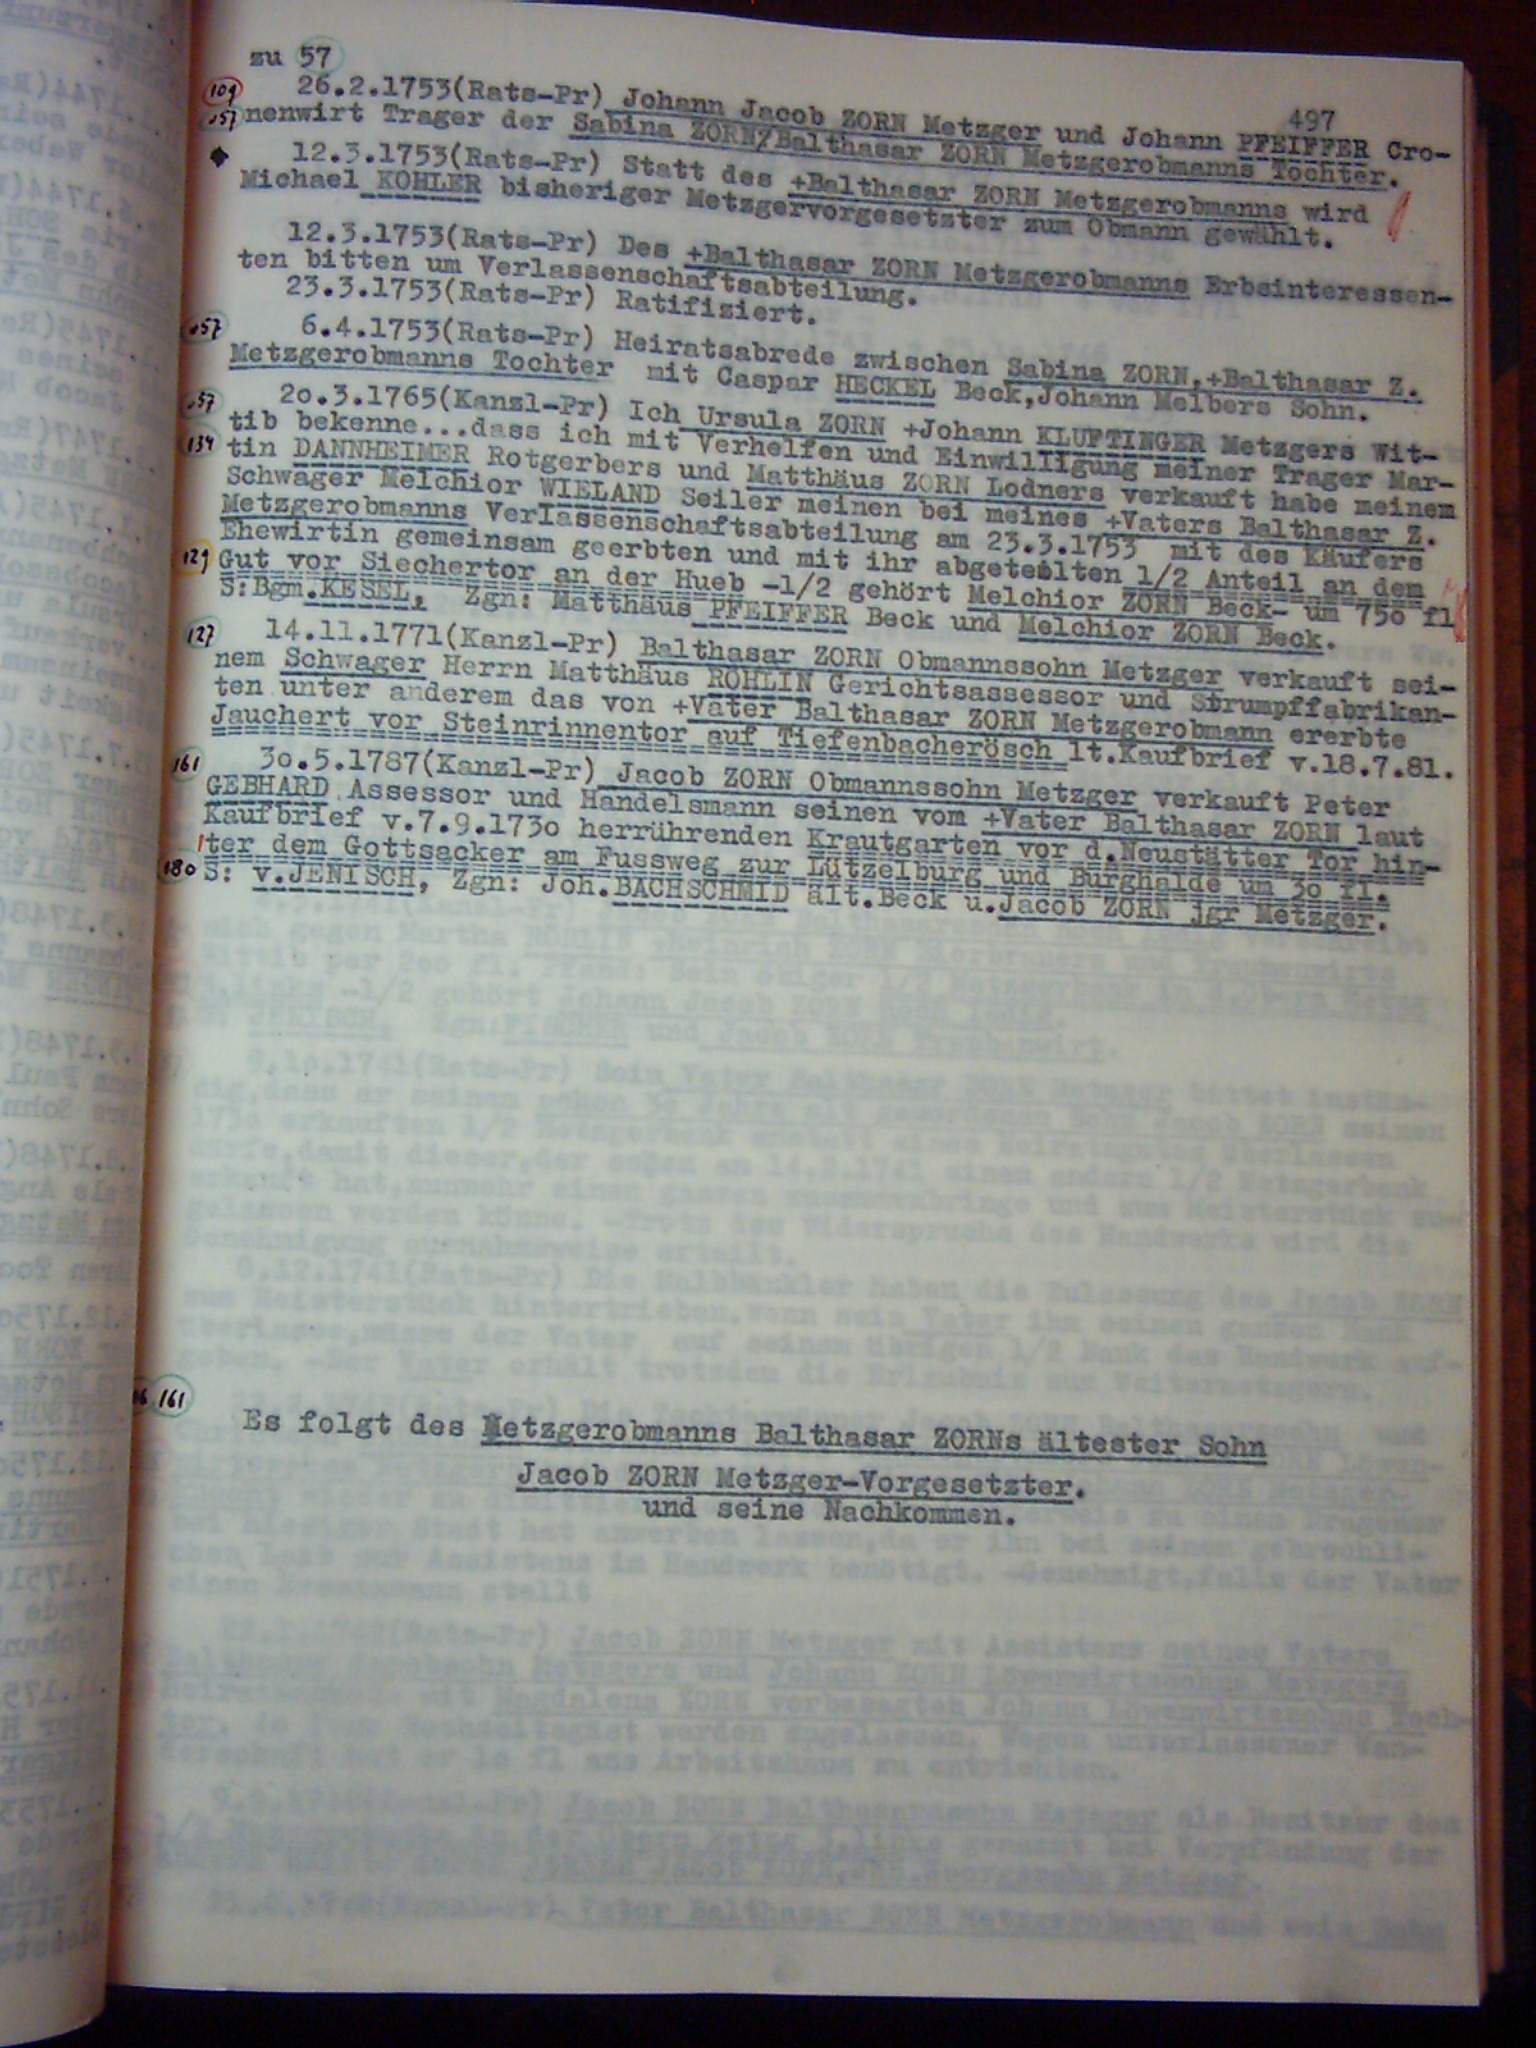 zu 57
497
109 26.2.1753(Rats-Pr) Johann Jacob ZORN Metzger und Johann PFEIFFER Cro-
57 nenwirt Trager der Sabina ZORN/Balthasar ZORN Metzgerobmanns Tochter.
12.3.1753(Rats-Pr) Statt des +Balthasar ZORN Metzgerobmanns wird
Michael KOHLER bisheriger Metzgervorgesetzter zum Obmann gewählt.
12.3.1753(Rats-Pr) Des +Balthasar ZORN Metzgerobmanns Erbsinteressen-
ten bitten um Verlassenschaftsabteilung.
23.3.1753(Rats-Pr) Ratifiziert.
57 6.4.1753(Rats-Pr) Heiratsabrede zwischen Sabina ZORN,+Balthasar Z.
Metzgerobmanns Tochter mit Caspar HECKEL Beck,Johann Melbers Sohn.
57 20.3.1765(Kanzl-Pr) Ich Ursula ZORN +Johann KLUPTINGER Metzgers Wit-
tib bekenne...dass ich mit Verhelfen und Einwilligung meiner Trager Mar-
134 tin DANNHEIMER Rotgerbers und Matthäus ZORN Lodners verkauft habe meinem
Schwager Melchior WIELAND Seiler meinen bei meines +Vaters Balthasar Z.
Metzgerobmanns Verlassenschaftsabteilung am 23.3.1753 mit des Käufers
Ehewirtin gemeinsam geerbten und mit ihr abgeteilten 1/2 Anteil an dem
129 Gut vor Siechertor an der Hueb -1/2 gehört Melchior ZORN Beck- um 750 fl
S:Bgm.KESEL, Zgn: Matthäus PFEIFFER Beck und Melchior ZORN Beck.
127 14.11.1771(Kanzl-Pr) Balthasar ZORN Obmannssohn Metzger verkauft sei-
nem Schwager Herrn Matthäus ROHLIN Gerichtsassessor und Strumpffabrikan-
ten unter anderem das von +Vater Balthasar ZORN Metzgerobmann ererbte
Jauchert vor Steinrinnentor auf Tiefenbacherösch lt.Kaufbrief v.18.7.81.
161 30.5.1787(Kanzl-Pr) Jacob ZORN Obmannssohn Metzger verkauft Peter
GEBHARD Assessor und Handelsmann seinen vom +Vater Balthasar ZORN laut
Kaufbrief v.7.9.1730 herrührenden Krautgarten vor d.Neustätter Tor hin-
ter dem Gottsacker am Fussweg zur Lützelburg und Burghalde um 30 fl.
180 S: v.JENISCH, Zgn: Joh.BACHSCHMID ält.Beck u.Jacob ZORN jgr Metzger.
161
Es folgt des Metzgerobmanns Balthasar ZORNs ältester Sohn
Jacob ZORN Metzger-Vorgesetzter.
und seine Nachkommen.